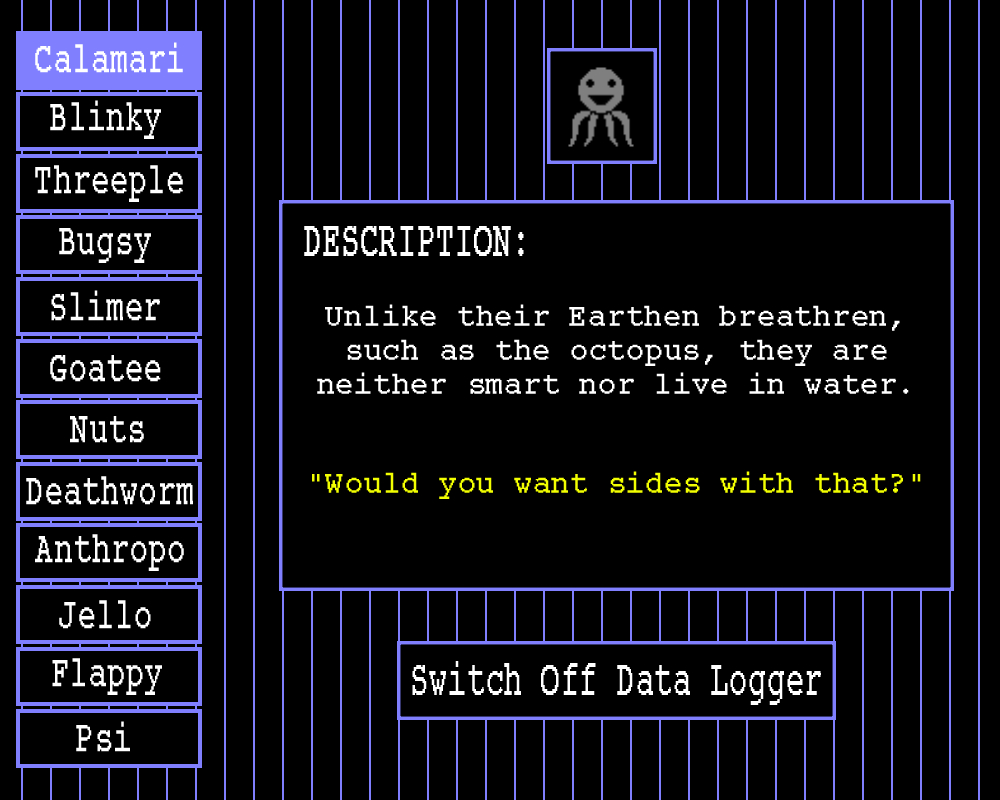 Calamari
Blinky
Threeple
Bugsy
Slimer
Goatee
Nuts
Deathworm
Anthropo
Jello
Flappy
Psi
DESCRIPTION:
Unlike their Earthen breathren,
such as the octopus, they are
neither smart nor live in water.
"Would you want sides with that?"
Switch Off Data Logger